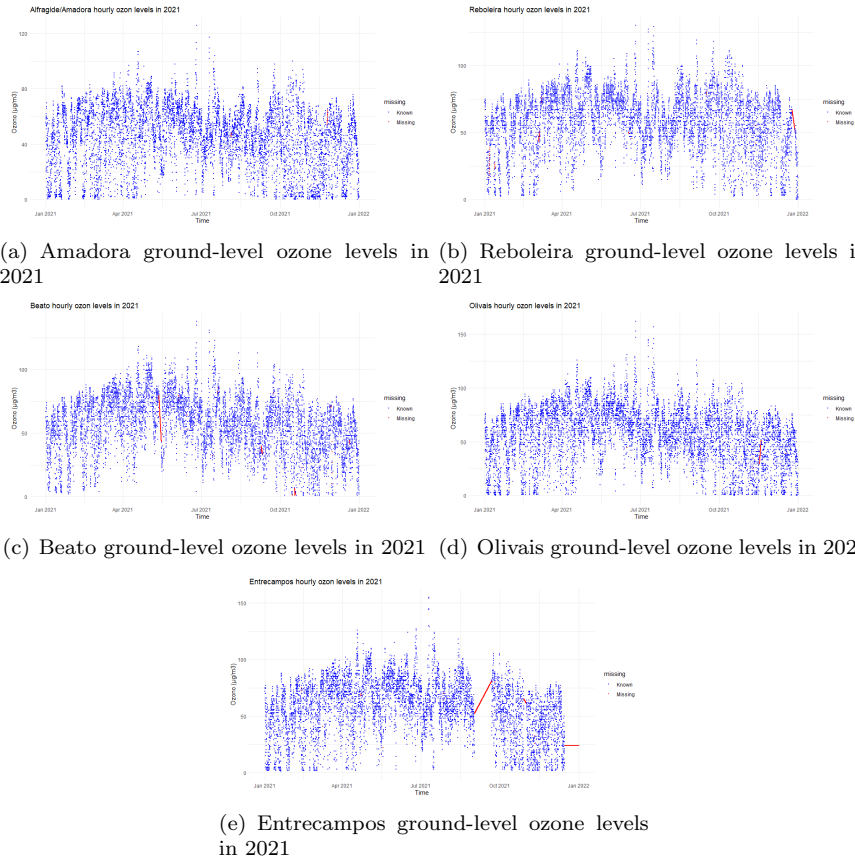 Alfragide/Amadora hourly ozon levels in 2021
120
80
40
0
Ozono (µg/m3)
Jan 2021 Apr 2021 Jul 2021 Oct 2021 Jan 2022
Time
missing
Known
Missing
Reboleira hourly ozon levels in 2021
100
50
0
Ozono (µg/m3)
Jan 2021 Apr 2021 Jul 2021 Oct 2021 Jan 2022
Time
missing
Known
Missing
(a) Amadora ground-level ozone levels in
2021
(b) Reboleira ground-level ozone levels i
2021
Beato hourly ozon levels in 2021
100
50
0
Ozono (µg/m3)
Jan 2021 Apr 2021 Jul 2021 Oct 2021 Jan 2022
Time
missing
Known
Missing
Olivais hourly ozon levels in 2021
150
100
50
0
Ozono (µg/m3)
Jan 2021 Apr 2021 Jul 2021 Oct 2021 Jan 2022
Time
missing
Known
Missing
(c) Beato ground-level ozone levels in 2021
(d) Olivais ground-level ozone levels in 202
Entrecampos hourly ozon levels in 2021
150
100
50
0
Ozono (µg/m3)
Jan 2021 Apr 2021 Jul 2021 Oct 2021 Jan 2022
Time
missing
Known
Missing
(e) Entrecampos ground-level ozone levels
in 2021